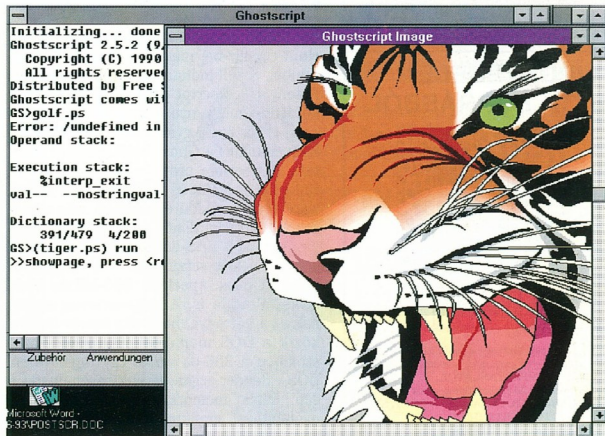 Ghostscript
Ghostscript Image
Initializing... done
Ghostscript 2.5.2 (9/
Copyright (C) 1990
All rights reserved
Distributed by Free S
Ghostscript comes wit
GS>golf.ps
Error: /undefined in
Operand stack:
Execution stack:
%interp_exit
val-- --nostringval-
Dictionary stack:
391/479 4/200
GS>(tiger.ps) run
>>showpage, press <re
Zubehör Anwendungen
Microsoft Word -
6-93\POSTSCR.DOC